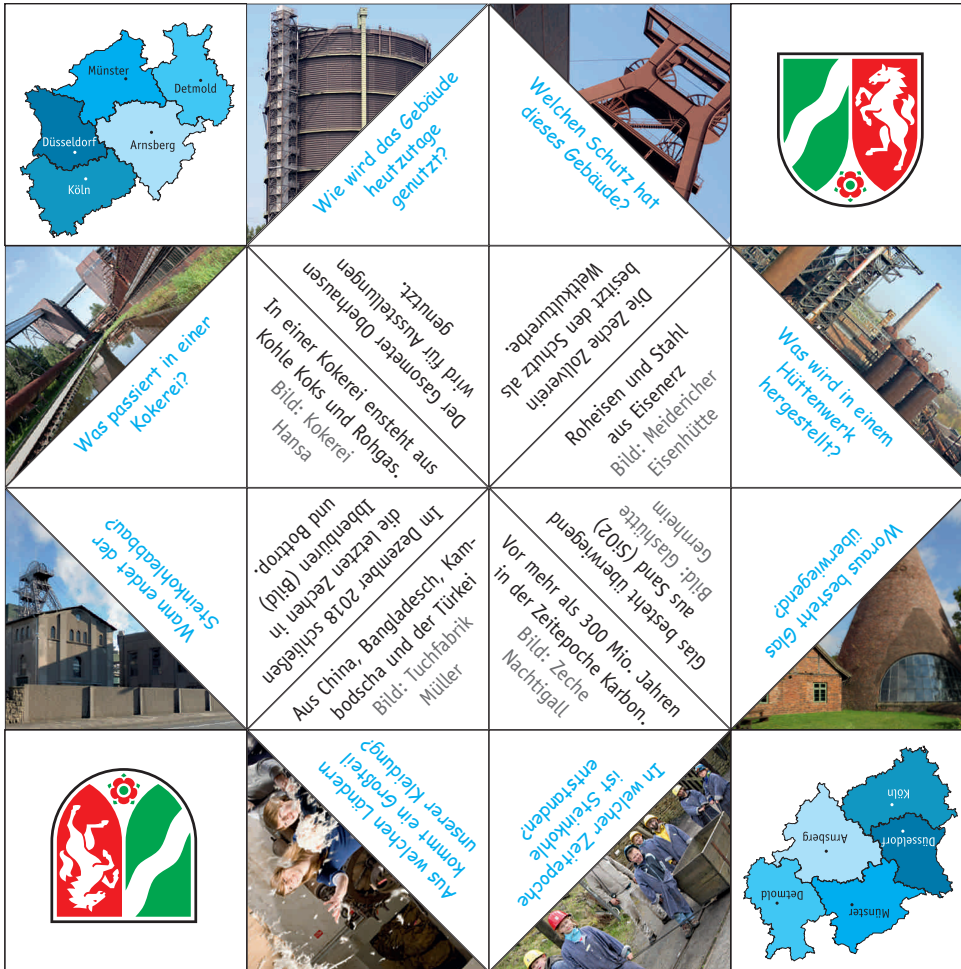 Münster
Detmold
Düsseldorf
Arnsberg
Köln
Wie wird das Gebäude
heutzutage
genutzt?
Welchen Schutz hat
dieses Gebäude?
Was passiert in einer
Kokerei?
Der Gasometer Oberhausen
wird für Ausstellungen
genutzt.
In einer Kokerei ensteht aus
Kohle Koks und Rohgas.
Bild: Kokerei
Hansa
Die Zeche Zollverein
besitzt den Schutz als
Weltkulturerbe.
Roheisen und Stahl
aus Eisenerz
Bild: Meidericher
Eisenhütte
Was wird in einem
Hüttenwerk
hergestellt?
Wann endet der
Steinkohleabbau?
Im Dezember 2018 schließen
die letzten Zechen in
Ibbenbüren (Bild)
und Bottrop.
Aus China, Bangladesch, Kam-
bodscha und der Türkei
Bild: Tuchfabrik
Müller
Glas besteht überwiegend
aus Sand (SiO2)
Bild: Glashütte
Gernheim
Vor mehr als 300 Mio. Jahren
in der Zeitepoche Karbon.
Bild: Zeche
Nachtigall
Woraus besteht Glas
überwiegend?
Aus welchen Ländern
kommt ein Großteil
unserer Kleidung?
In welcher Zeitepoche
ist Steinkohle
entstanden?
Köln
Düsseldorf
Arnsberg
Detmold
Münster